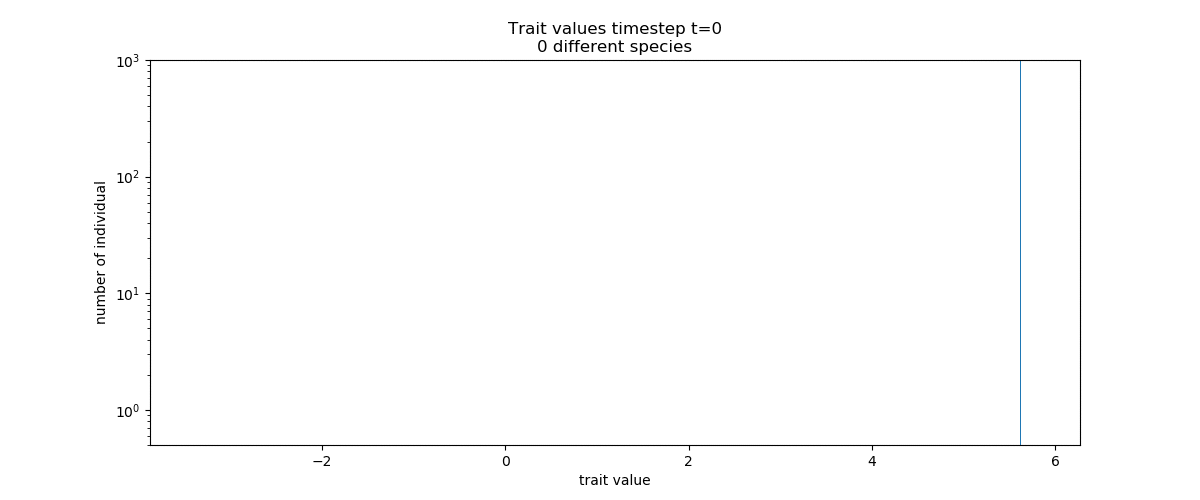 Trait values timestep t=0
0 different species
number of individual
10³
10²
10¹
10⁰
−2 0 2 4 6
trait value